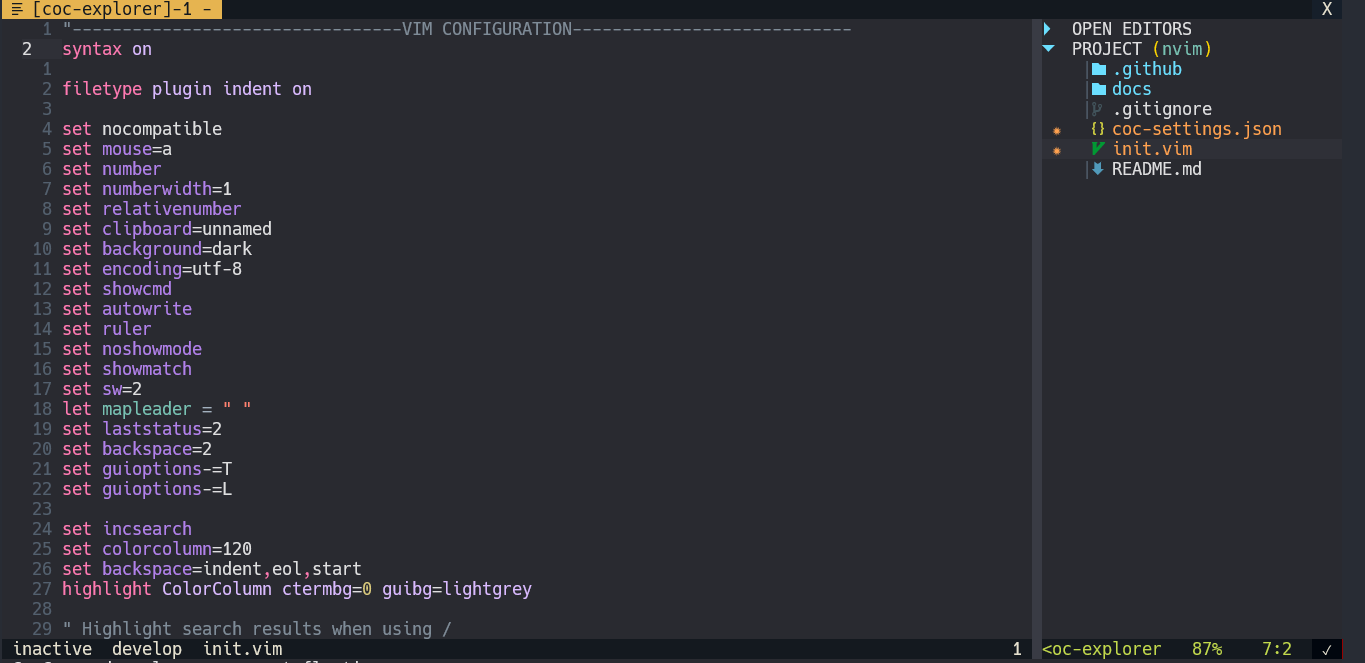 [coc-explorer]-1 - X
1 "---------------------------------VIM CONFIGURATION----------------------------
2 syntax on
1
2 filetype plugin indent on
3
4 set nocompatible
5 set mouse=a
6 set number
7 set numberwidth=1
8 set relativenumber
9 set clipboard=unnamed
10 set background=dark
11 set encoding=utf-8
12 set showcmd
13 set autowrite
14 set ruler
15 set noshowmode
16 set showmatch
17 set sw=2
18 let mapleader = " "
19 set laststatus=2
20 set backspace=2
21 set guioptions-=T
22 set guioptions-=L
23
24 set incsearch
25 set colorcolumn=120
26 set backspace=indent,eol,start
27 highlight ColorColumn ctermbg=0 guibg=lightgrey
28
29 " Highlight search results when using /
inactive develop init.vim 1
OPEN EDITORS
PROJECT (nvim)
.github
docs
.gitignore
{} coc-settings.json
init.vim
README.md
<oc-explorer 87% 7:2 ✓